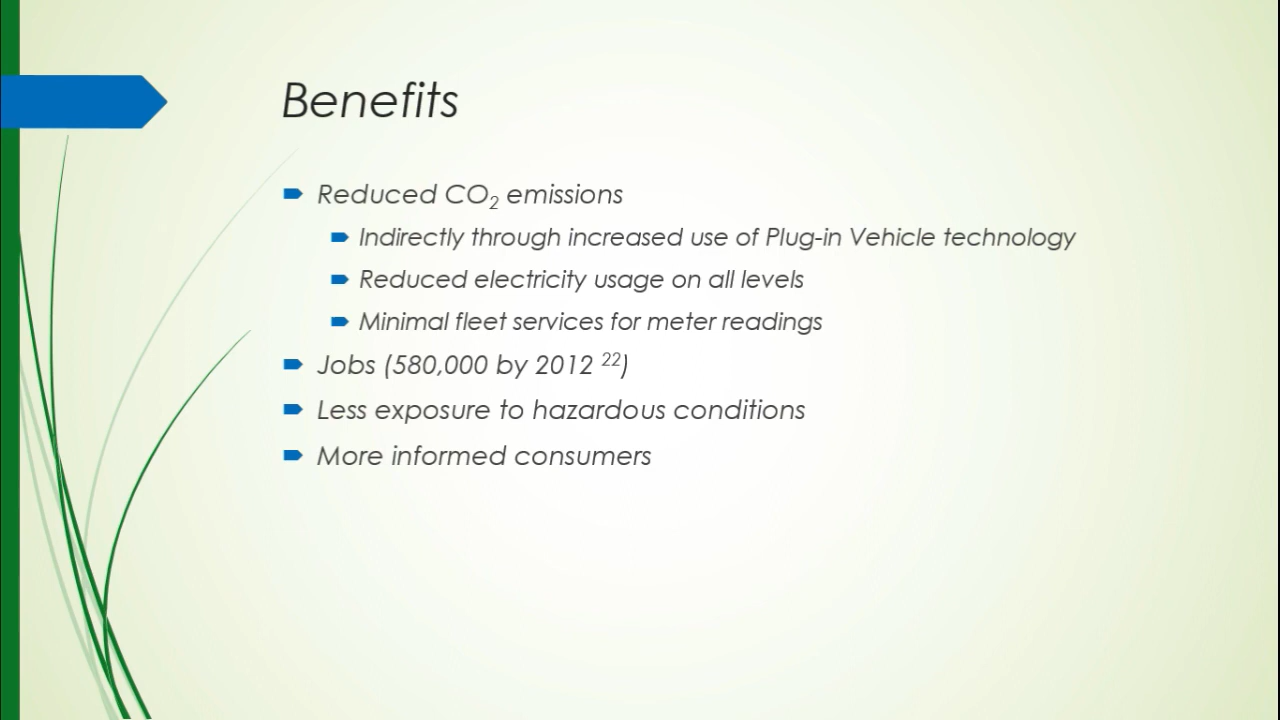 Benefits
Reduced CO₂ emissions
Indirectly through increased use of Plug-in Vehicle technology
Reduced electricity usage on all levels
Minimal fleet services for meter readings
Jobs (580,000 by 2012 ²²)
Less exposure to hazardous conditions
More informed consumers